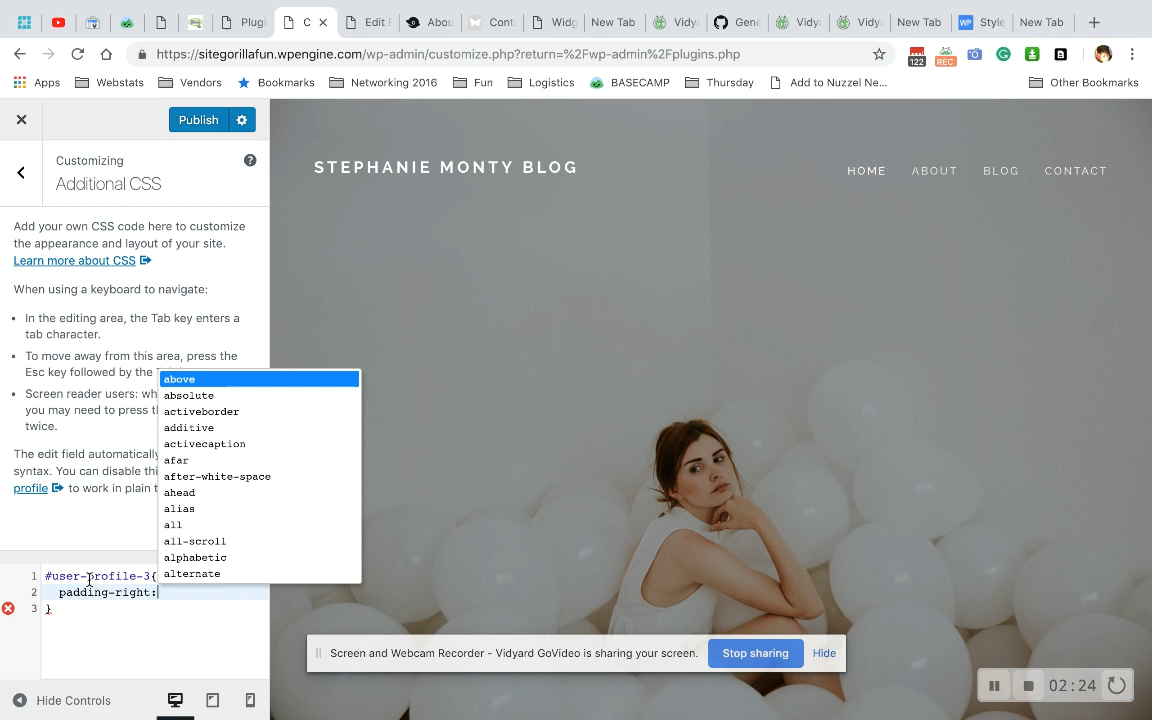 Plugi
C
Edit I
Abou
Cont
Widg
New Tab
Vidya
Gene
Vidya
Vidya
New Tab
WP
Style
New Tab
https://sitegorillafun.wpengine.com/wp-admin/customize.php?return=%2Fwp-admin%2Fplugins.php
122
REC
Apps
Webstats
Vendors
Bookmarks
Networking 2016
Fun
Logistics
BASECAMP
Thursday
Add to Nuzzel Ne...
Other Bookmarks
Publish
Customizing
Additional CSS
Add your own CSS code here to customize
the appearance and layout of your site.
Learn more about CSS
When using a keyboard to navigate:
In the editing area, the Tab key enters a
tab character.
To move away from this area, press the
Esc key followed by the
Screen reader users: wh
you may need to press t
twice.
The edit field automatically
syntax. You can disable thi
profile to work in plain t
above
absolute
activeborder
additive
activecaption
afar
after-white-space
ahead
alias
all
all-scroll
alphabetic
alternate
1 #user-profile-3{
2 padding-right:
3 }
Hide Controls
STEPHANIE MONTY BLOG
HOME
ABOUT
BLOG
CONTACT
Screen and Webcam Recorder - Vidyard GoVideo is sharing your screen.
Stop sharing
Hide
02:24